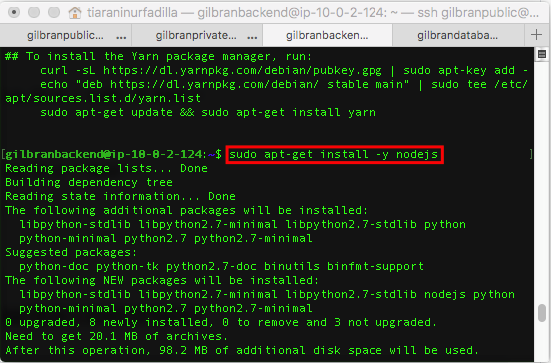 tiaraninurfadilla — gilbranbackend@ip-10-0-2-124: ~ — ssh gilbranpublic@...
gilbranpublic... gilbranprivate... gilbranbacken... gilbrandataba...
## To install the Yarn package manager, run:
curl -sL https://dl.yarnpkg.com/debian/pubkey.gpg | sudo apt-key add -
echo "deb https://dl.yarnpkg.com/debian/ stable main" | sudo tee /etc/
apt/sources.list.d/yarn.list
sudo apt-get update && sudo apt-get install yarn
[gilbranbackend@ip-10-0-2-124:~$ sudo apt-get install -y nodejs ]
Reading package lists... Done
Building dependency tree
Reading state information... Done
The following additional packages will be installed:
libpython-stdlib libpython2.7-minimal libpython2.7-stdlib python
python-minimal python2.7 python2.7-minimal
Suggested packages:
python-doc python-tk python2.7-doc binutils binfmt-support
The following NEW packages will be installed:
libpython-stdlib libpython2.7-minimal libpython2.7-stdlib nodejs python
python-minimal python2.7 python2.7-minimal
0 upgraded, 8 newly installed, 0 to remove and 3 not upgraded.
Need to get 20.1 MB of archives.
After this operation, 98.2 MB of additional disk space will be used.